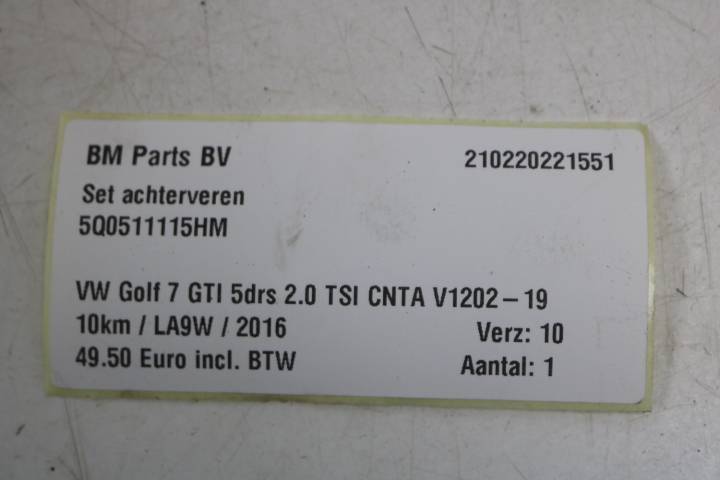 BM Parts BV 210220221551
Set achterveren
5Q0511115HM
VW Golf 7 GTI 5drs 2.0 TSI CNTA V1202-19
10km / LA9W / 2016 Verz: 10
49.50 Euro incl. BTW Aantal: 1